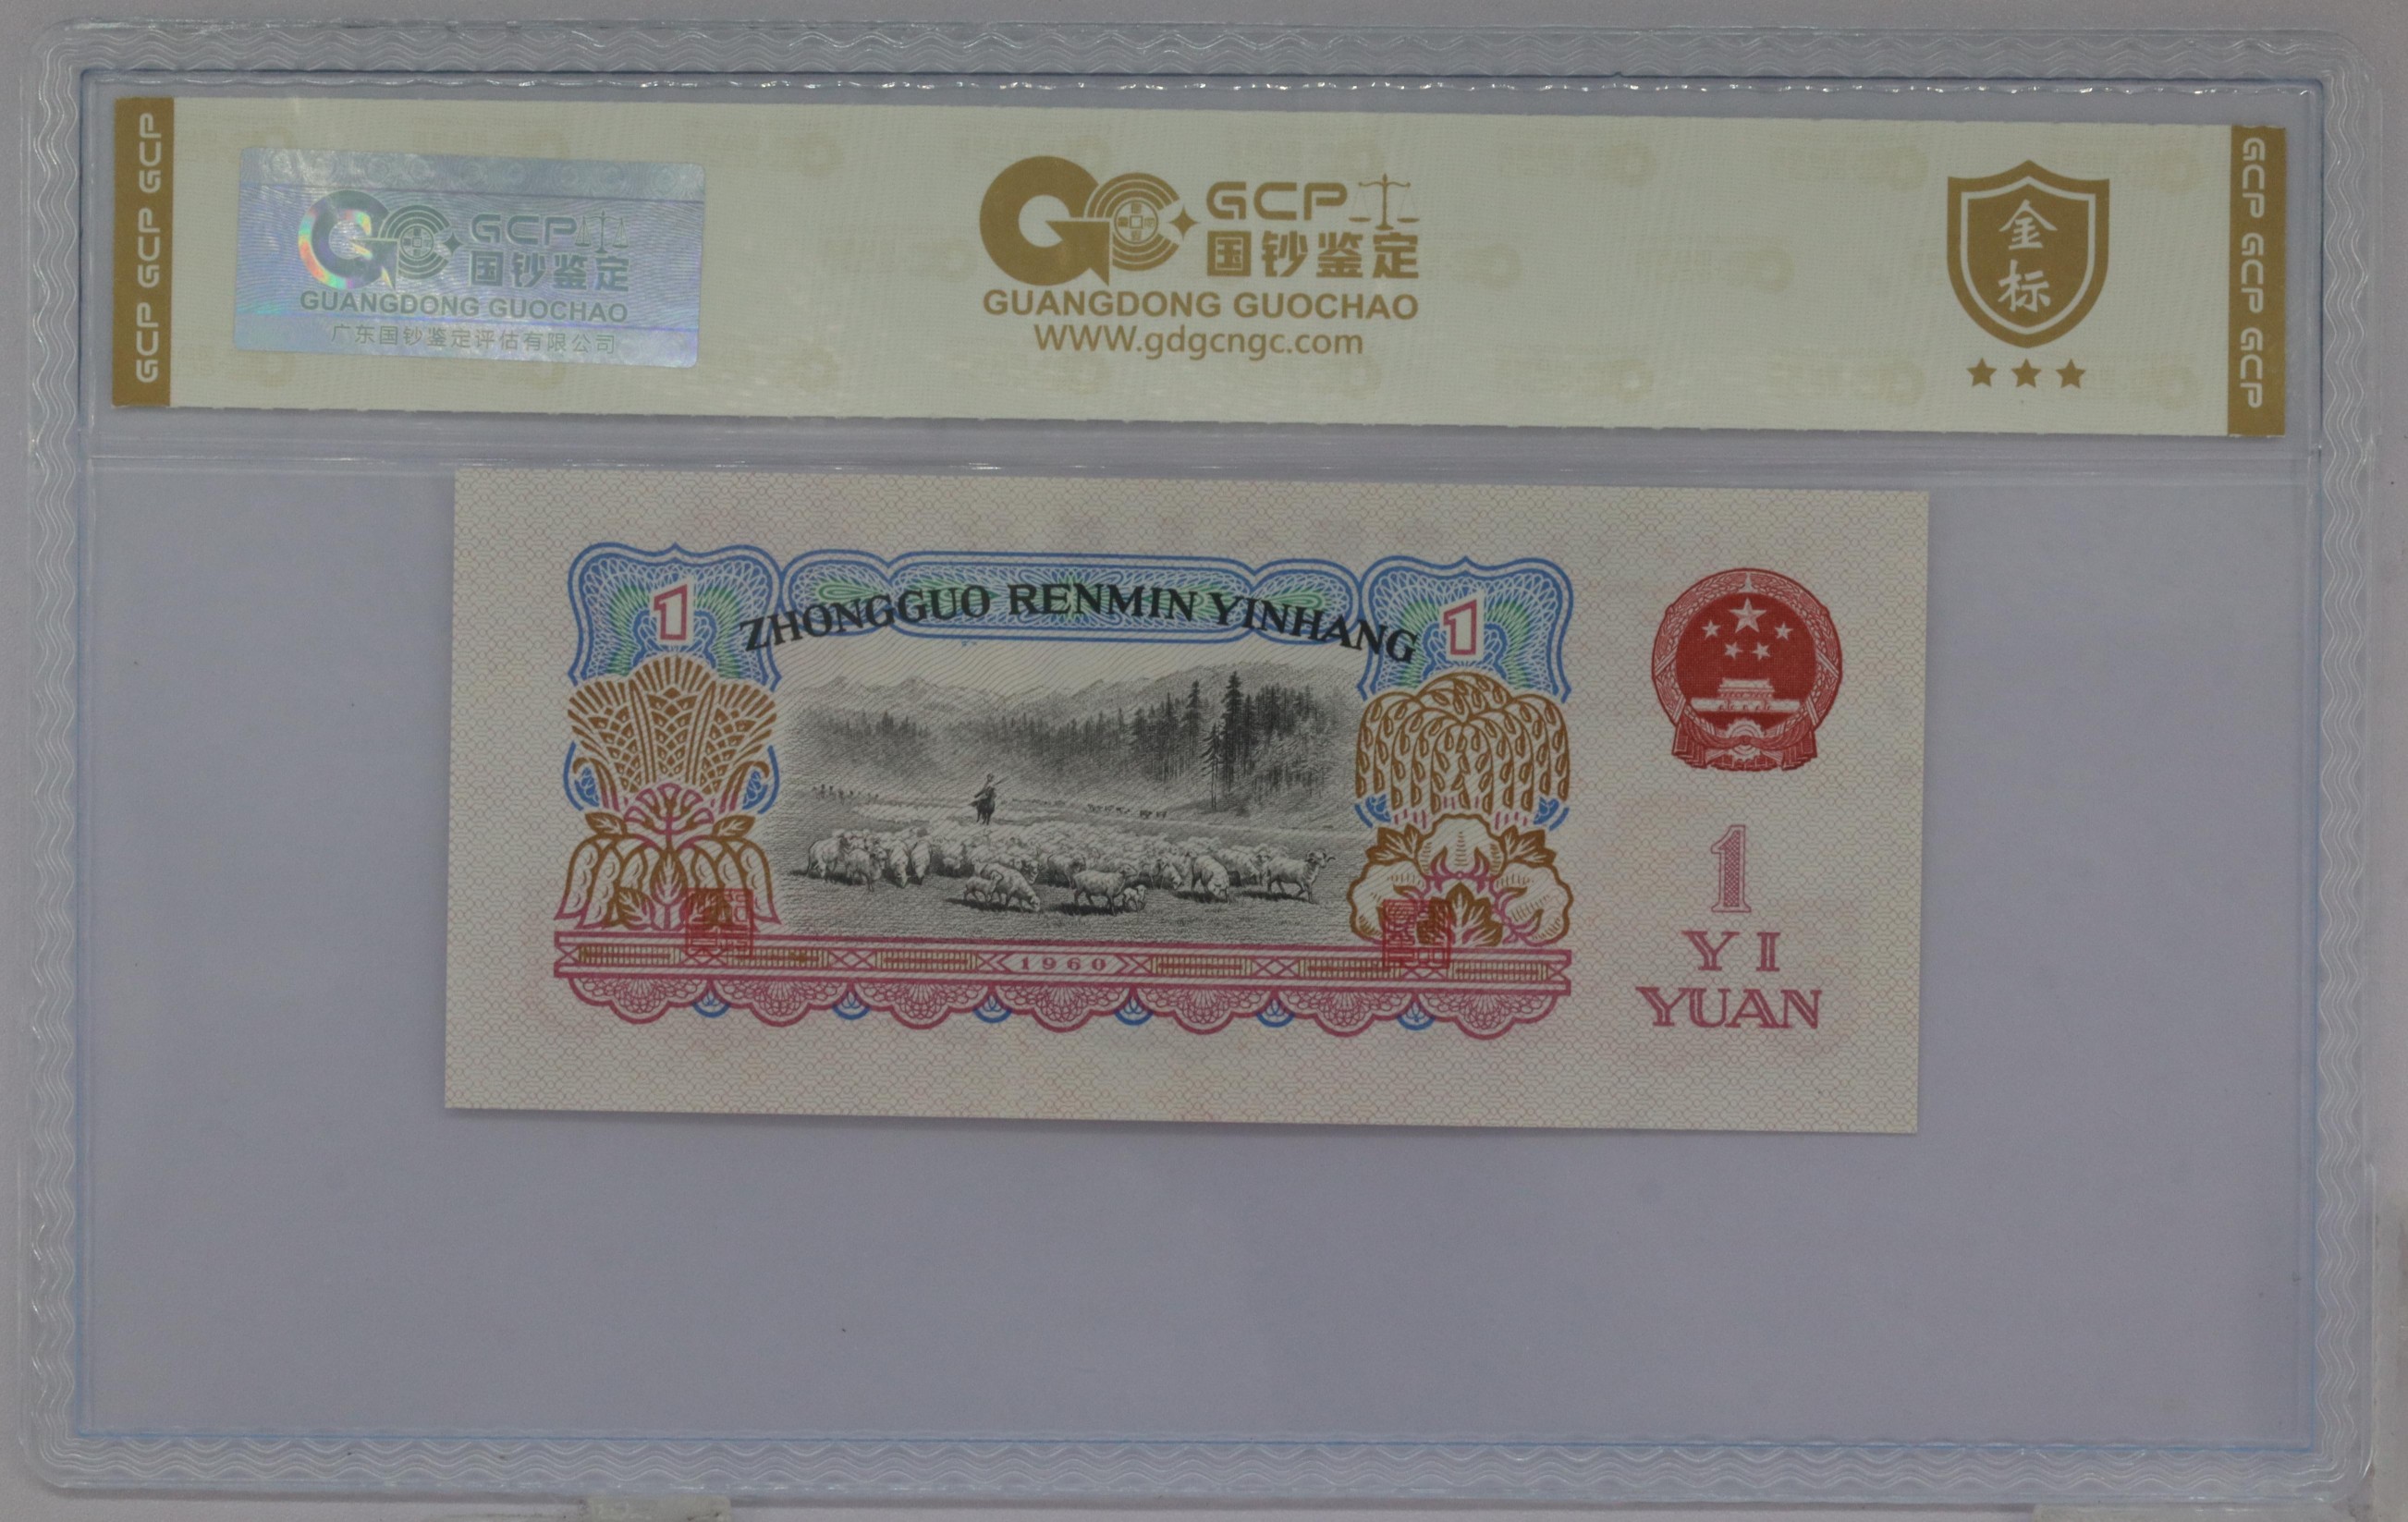 GCP GCP GCP
GCP
国钞鉴定
GUANGDONG GUOCHAO
广东国钞鉴定评估有限公司
GCP
国钞鉴定
GUANGDONG GUOCHAO
WWW.gdgcngc.com
金
标
GCP GCP GCP
1
ZHONGGUO RENMIN YINHANG
1
1960
1
YI
YUAN